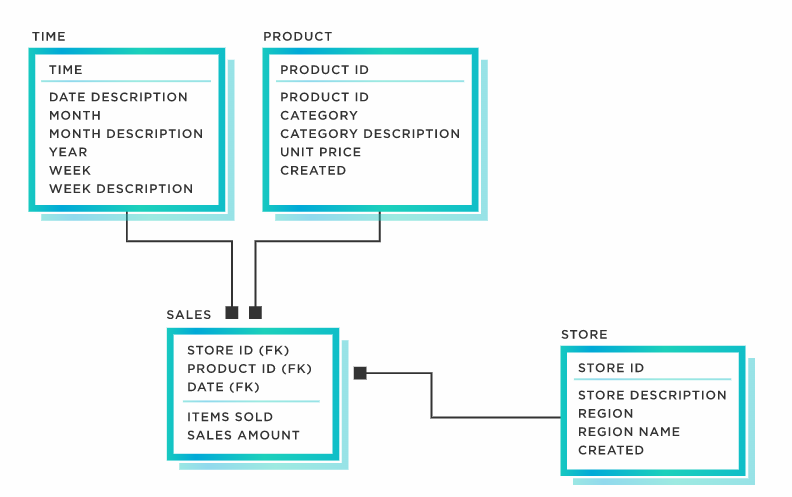 TIME
TIME
DATE DESCRIPTION
MONTH
MONTH DESCRIPTION
YEAR
WEEK
WEEK DESCRIPTION
PRODUCT
PRODUCT ID
PRODUCT ID
CATEGORY
CATEGORY DESCRIPTION
UNIT PRICE
CREATED
SALES
STORE ID (FK)
PRODUCT ID (FK)
DATE (FK)
ITEMS SOLD
SALES AMOUNT
STORE
STORE ID
STORE DESCRIPTION
REGION
REGION NAME
CREATED